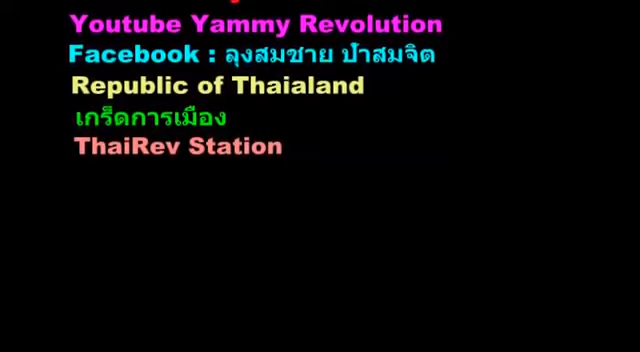 Youtube Yammy Revolution
Facebook : ลุงสมชาย ป้าสมจิต
Republic of Thaialand
เกร็ดการเมือง
ThaiRev Station